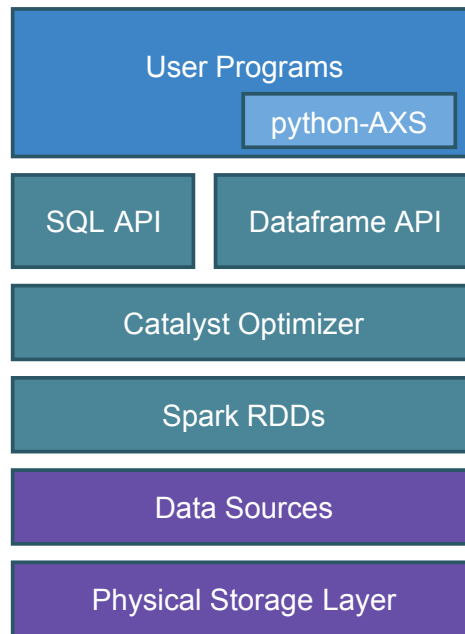 User Programs
python-AXS
SQL API
Dataframe API
Catalyst Optimizer
Spark RDDs
Data Sources
Physical Storage Layer